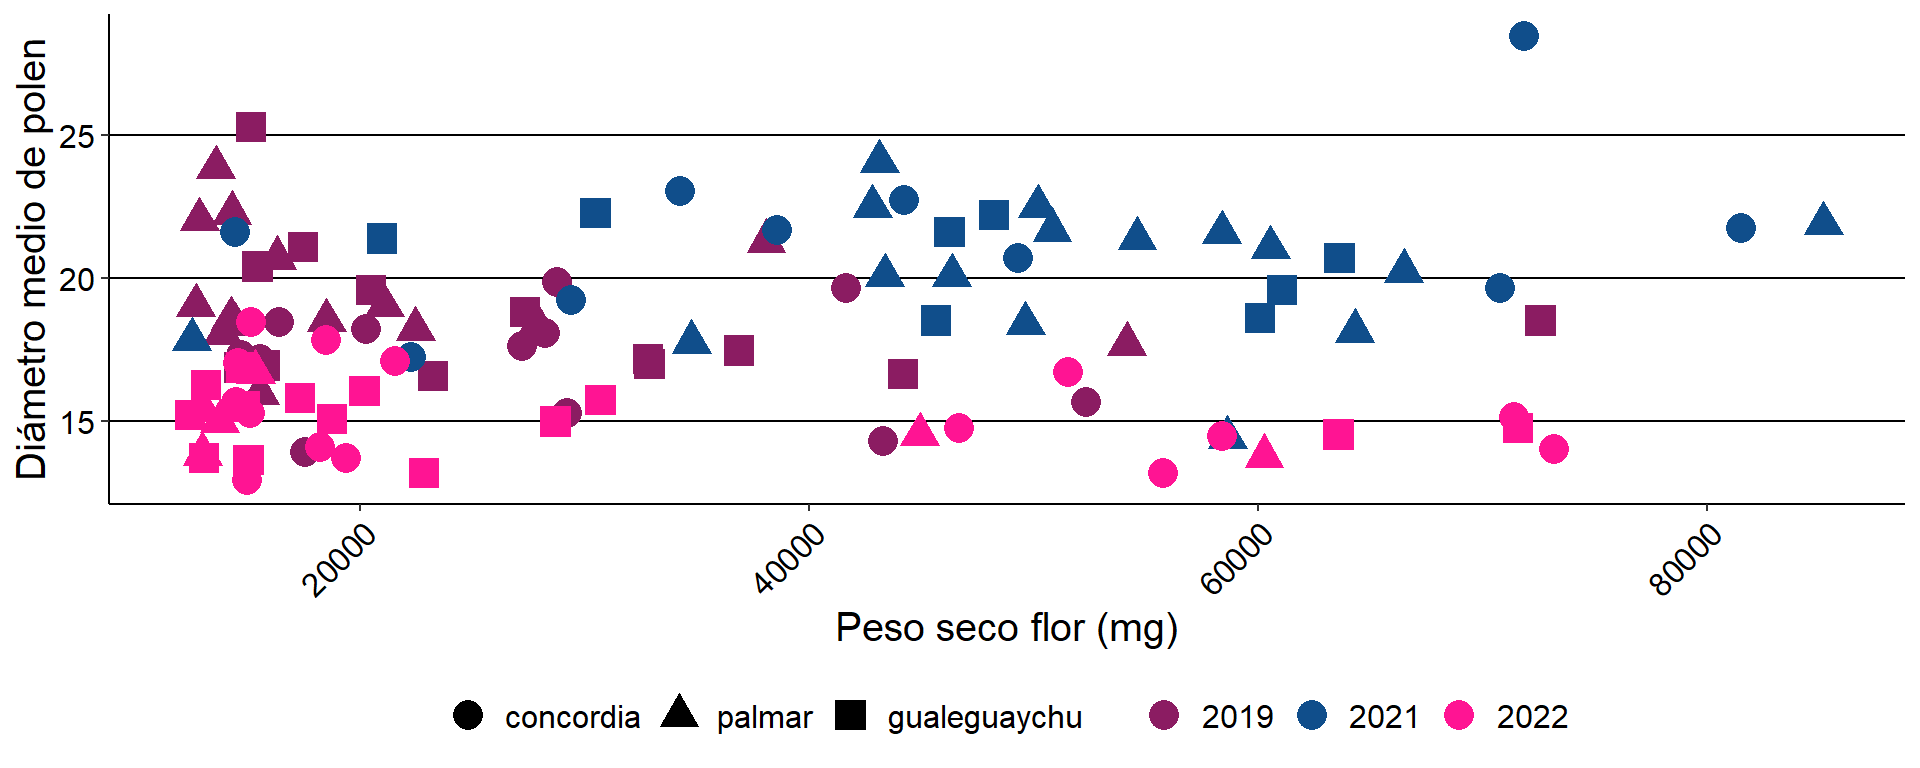 Diámetro medio de polen
25
20
15
20000
40000
60000
80000
Peso seco flor (mg)
concordia palmar gualeguaychu 2019 2021 2022